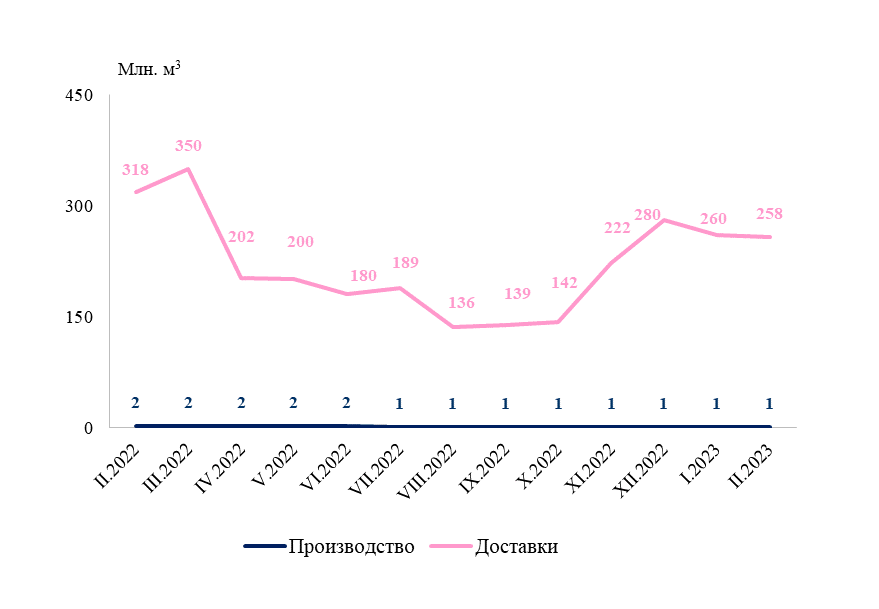 Млн. м³
450
300
150
0
318
350
202
200
180
189
136
139
142
222
280
260
258
2
2
2
2
2
1
1
1
1
1
1
1
1
II.2022
III.2022
IV.2022
V.2022
VI.2022
VII.2022
VIII.2022
IX.2022
X.2022
XI.2022
XII.2022
I.2023
II.2023
Производство
Доставки